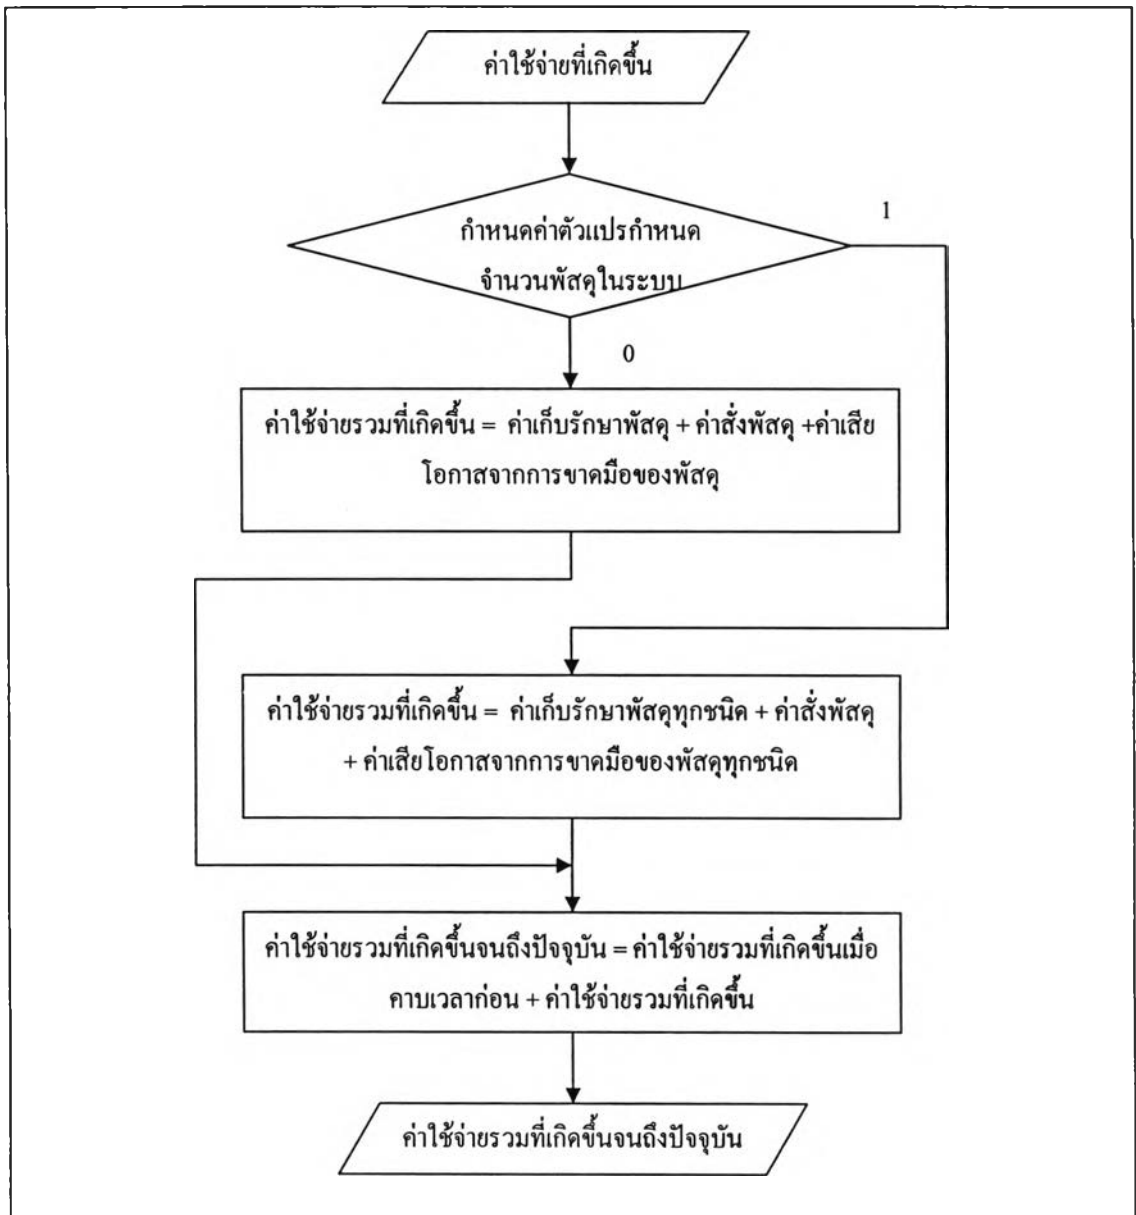 ค่าใช้จ่ายที่เกิดขึ้น
1
กำหนดค่าตัวแปรกำหนด
จำนวนพัสดุในระบบ
0
ค่าใช้จ่ายรวมที่เกิดขึ้น = ค่าเก็บรักษาพัสดุ + ค่าสั่งพัสดุ +ค่าเสีย
โอกาสจากการขาดมือของพัสดุ
ค่าใช้จ่ายรวมที่เกิดขึ้น = ค่าเก็บรักษาพัสดุทุกชนิด + ค่าสั่งพัสดุ
+ ค่าเสียโอกาสจากการขาดมือของพัสดุทุกชนิด
ค่าใช้จ่ายรวมที่เกิดขึ้นจนถึงปัจจุบัน = ค่าใช้จ่ายรวมที่เกิดขึ้นเมื่อ
คาบเวลาก่อน + ค่าใช้จ่ายรวมที่เกิดขึ้น
ค่าใช้จ่ายรวมที่เกิดขึ้นจนถึงปัจจุบัน